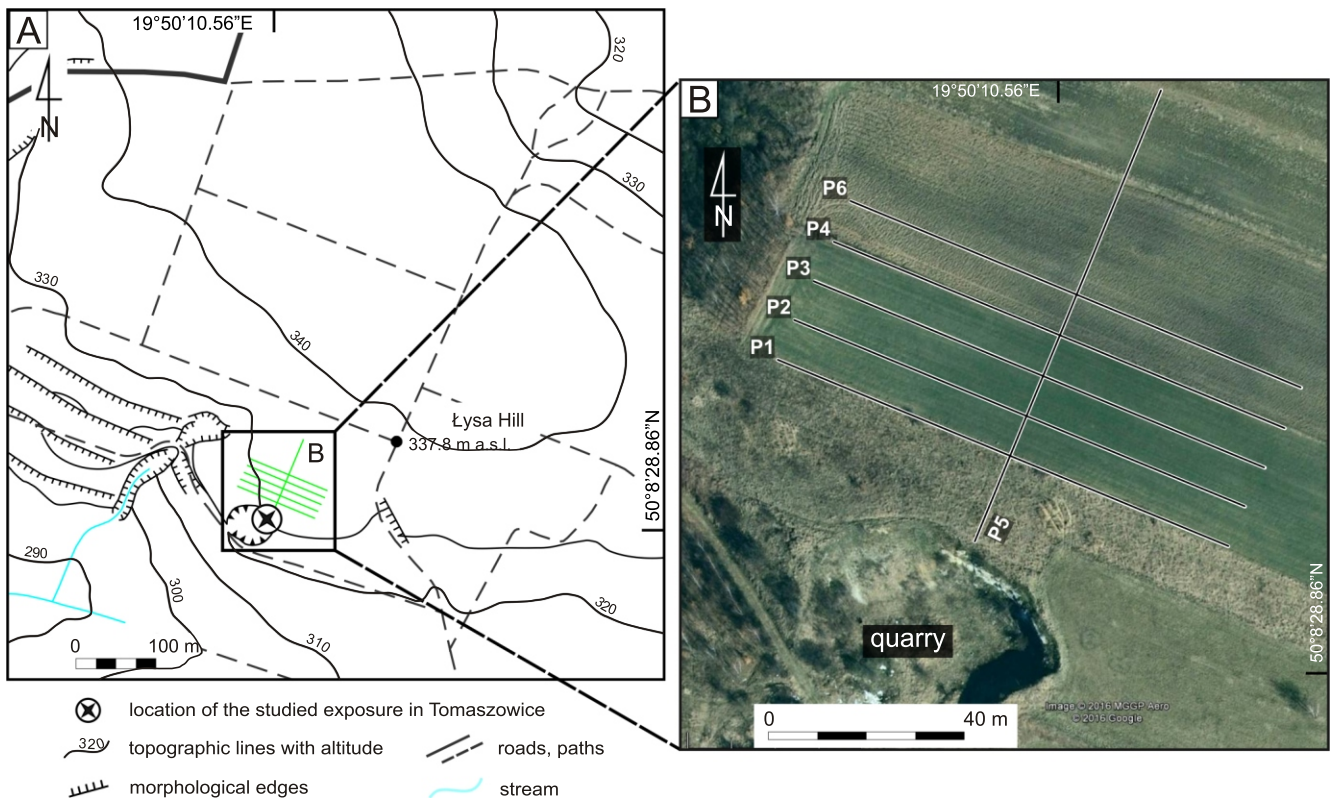 A
19°50'10.56"E
N
320
330
330
340
Łysa Hill
337.8 m a.s.l.
B
50°8'28.86"N
290
300
310
320
0 100 m
B
19°50'10.56"E
N
P6
P4
P3
P2
P1
P5
quarry
50°8'28.86"N
Image © 2016 MGGP Aero
© 2016 Google
0 40 m
location of the studied exposure in Tomaszowice
320 topographic lines with altitude
roads, paths
morphological edges
stream